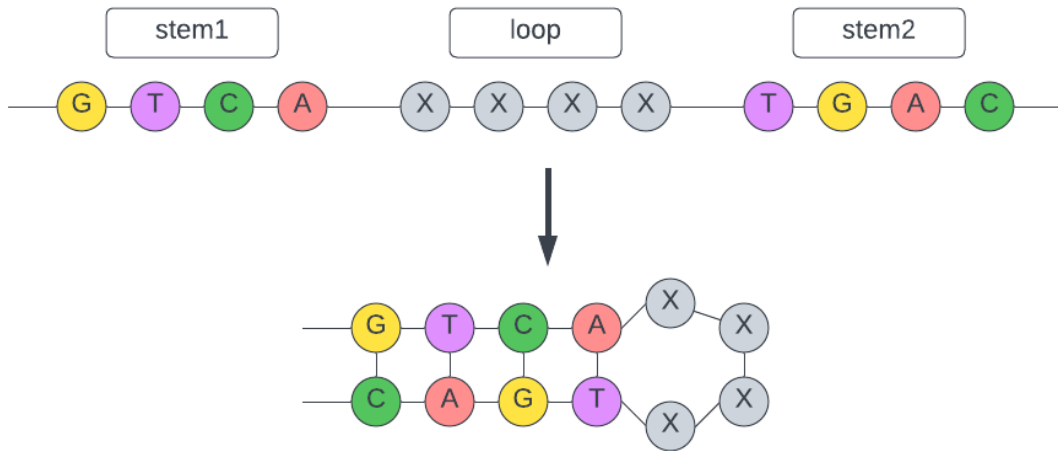 stem1 loop stem2
G T C A X X X X T G A C
X
G T C A X
C A G T X
X